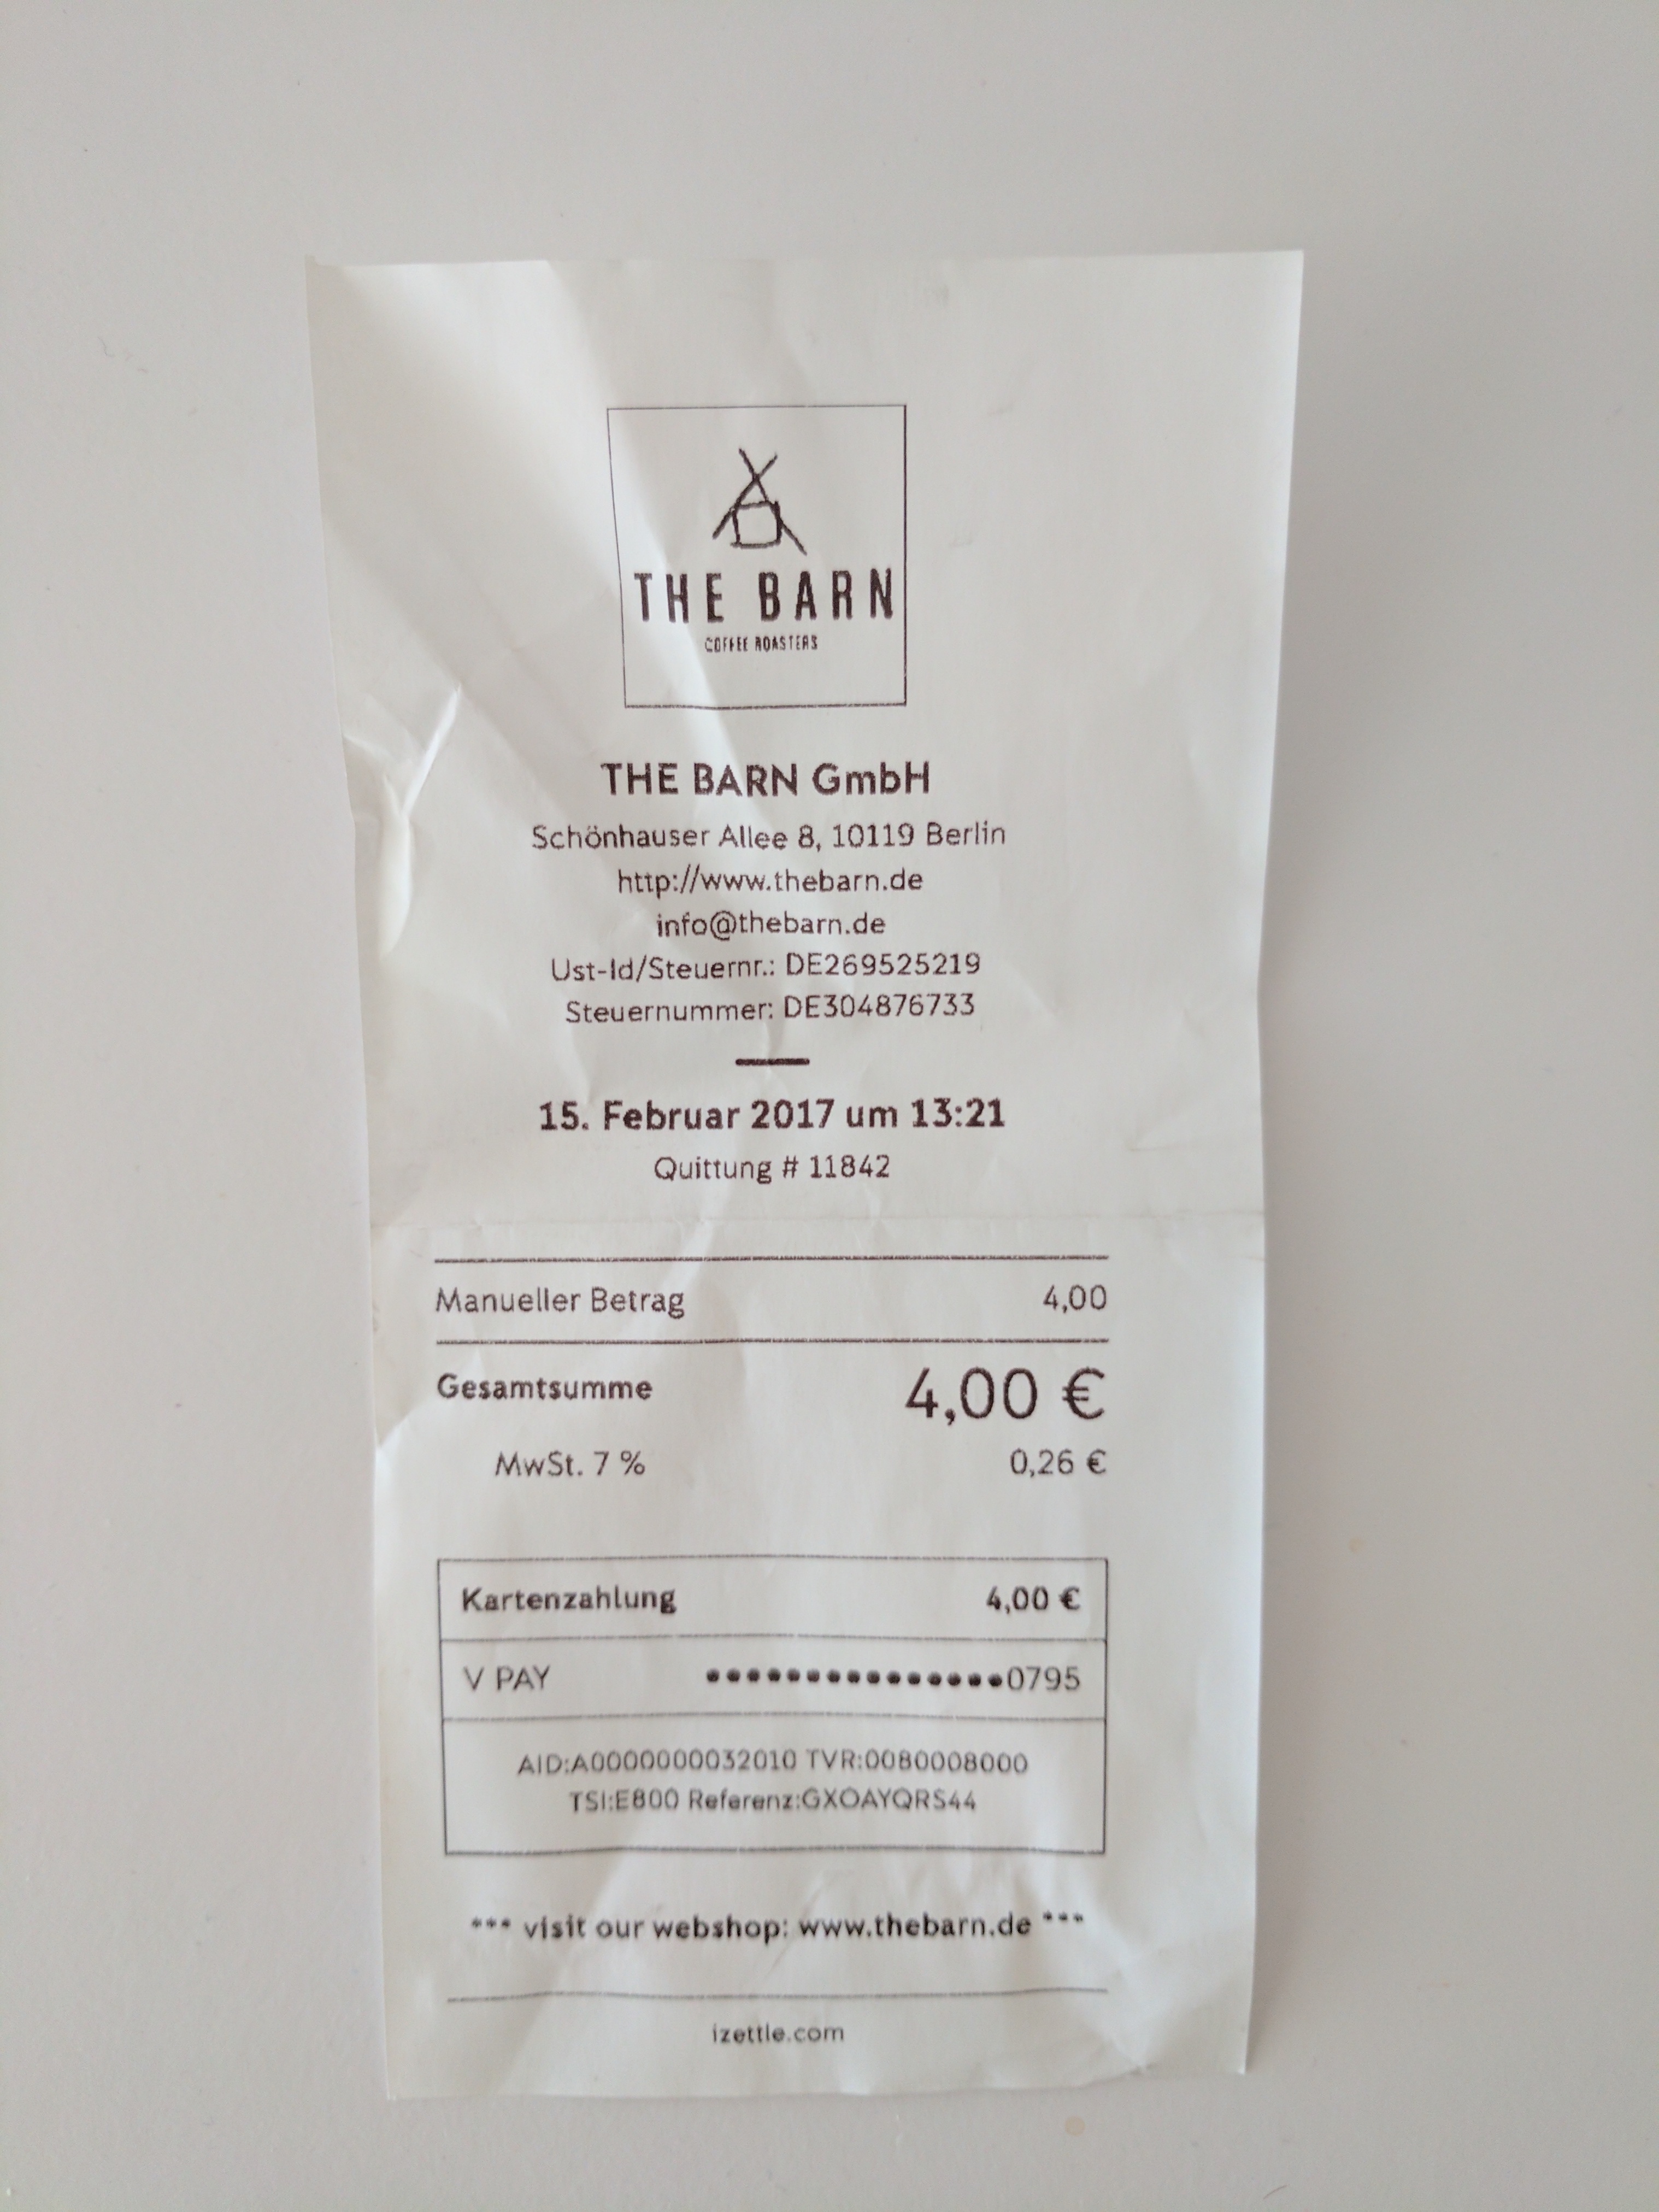 THE BARN
COFFEE ROASTERS
THE BARN GmbH
Schönhauser Allee 8, 10119 Berlin
http://www.thebarn.de
info@thebarn.de
Ust-Id/Steuernr.: DE269525219
Steuernummer: DE304876733
15. Februar 2017 um 13:21
Quittung # 11842
Manueller Betrag 4,00
Gesamtsumme 4,00 €
MwSt. 7 % 0,26 €
Kartenzahlung 4,00 €
V PAY •••••••••••••••0795
AID:A0000000032010 TVR:0080008000
TSI:E800 Referenz:GXOAYQRS44
*** visit our webshop: www.thebarn.de ***
izettle.com